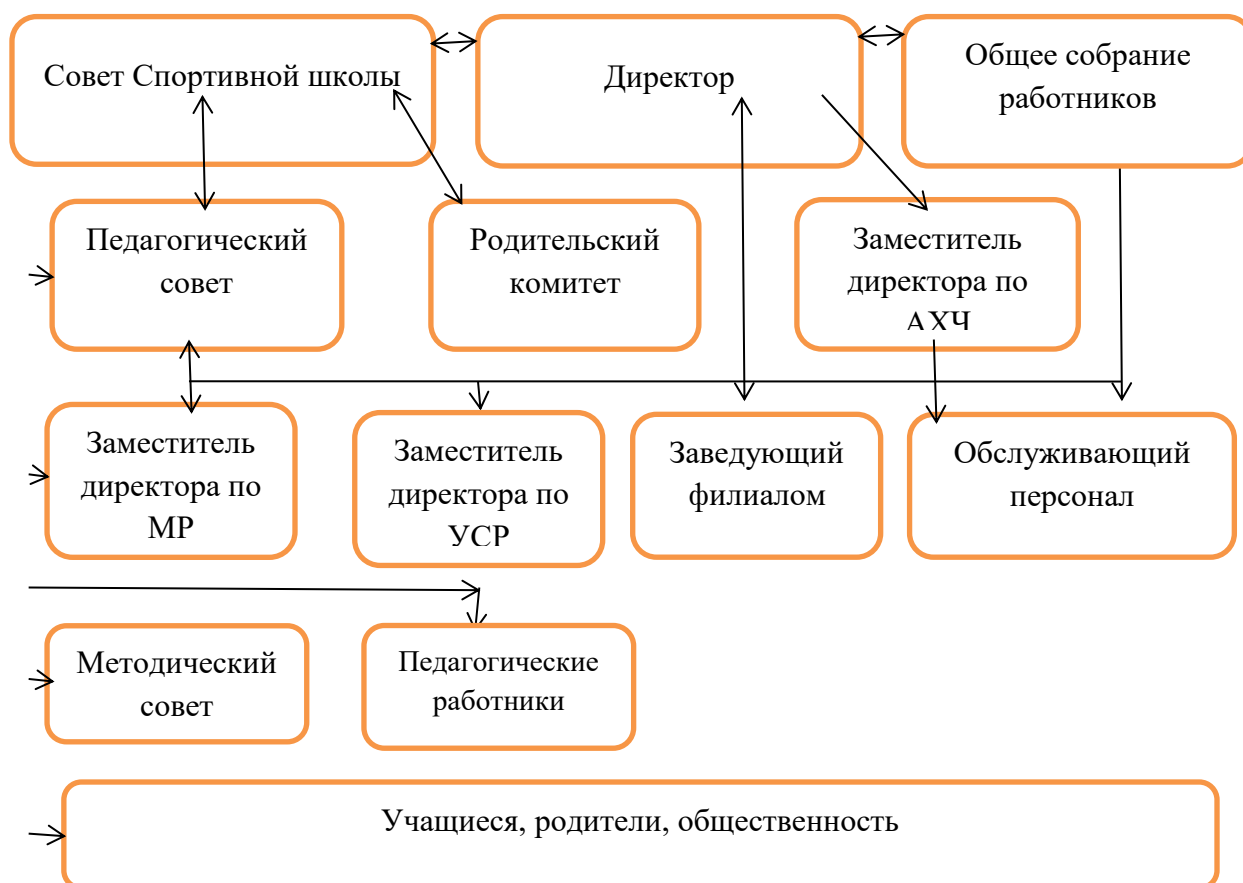 Совет Спортивной школы
Директор
Общее собрание
работников
Педагогический
совет
Родительский
комитет
Заместитель
директора по
АХЧ
Заместитель
директора по
МР
Заместитель
директора по
УСР
Заведующий
филиалом
Обслуживающий
персонал
Методический
совет
Педагогические
работники
Учащиеся, родители, общественность